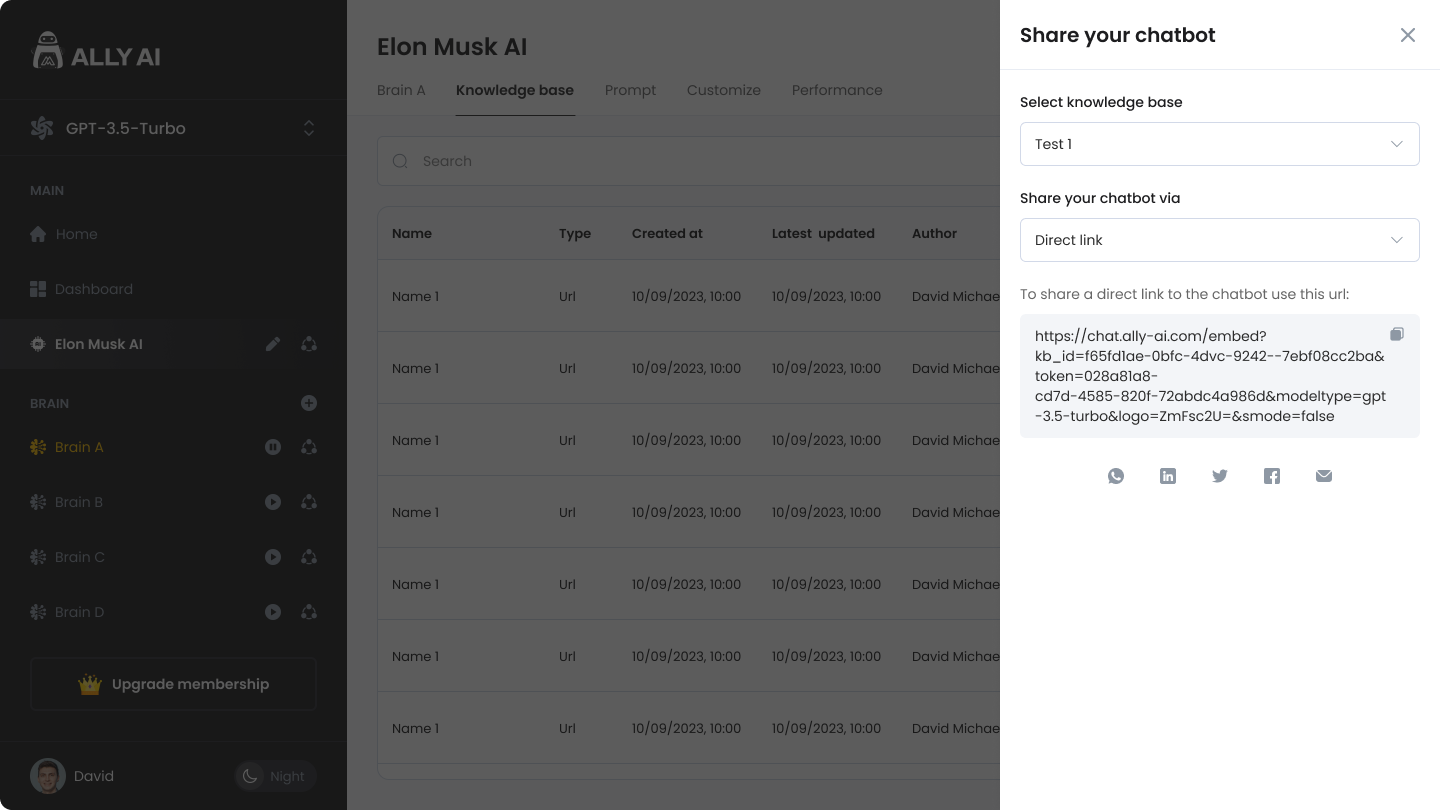 ALLY AI
GPT-3.5-Turbo
MAIN
Home
Dashboard
Elon Musk AI
BRAIN
Brain A
Brain B
Brain C
Brain D
Upgrade membership
David
Night
Elon Musk AI
Brain A Knowledge base Prompt Customize Performance
Search
Name Type Created at Latest updated Author
Name 1 Url 10/09/2023, 10:00 10/09/2023, 10:00 David Michae
Name 1 Url 10/09/2023, 10:00 10/09/2023, 10:00 David Michae
Name 1 Url 10/09/2023, 10:00 10/09/2023, 10:00 David Michae
Name 1 Url 10/09/2023, 10:00 10/09/2023, 10:00 David Michae
Name 1 Url 10/09/2023, 10:00 10/09/2023, 10:00 David Michae
Name 1 Url 10/09/2023, 10:00 10/09/2023, 10:00 David Michae
Name 1 Url 10/09/2023, 10:00 10/09/2023, 10:00 David Michae
Share your chatbot
Select knowledge base
Test 1
Share your chatbot via
Direct link
To share a direct link to the chatbot use this url:
https://chat.ally-ai.com/embed?
kb_id=f65fd1ae-0bfc-4dvc-9242--7ebf08cc2ba&
token=028a81a8-
cd7d-4585-820f-72abdc4a986d&modeltype=gpt
-3.5-turbo&logo=ZmFsc2U=&smode=false